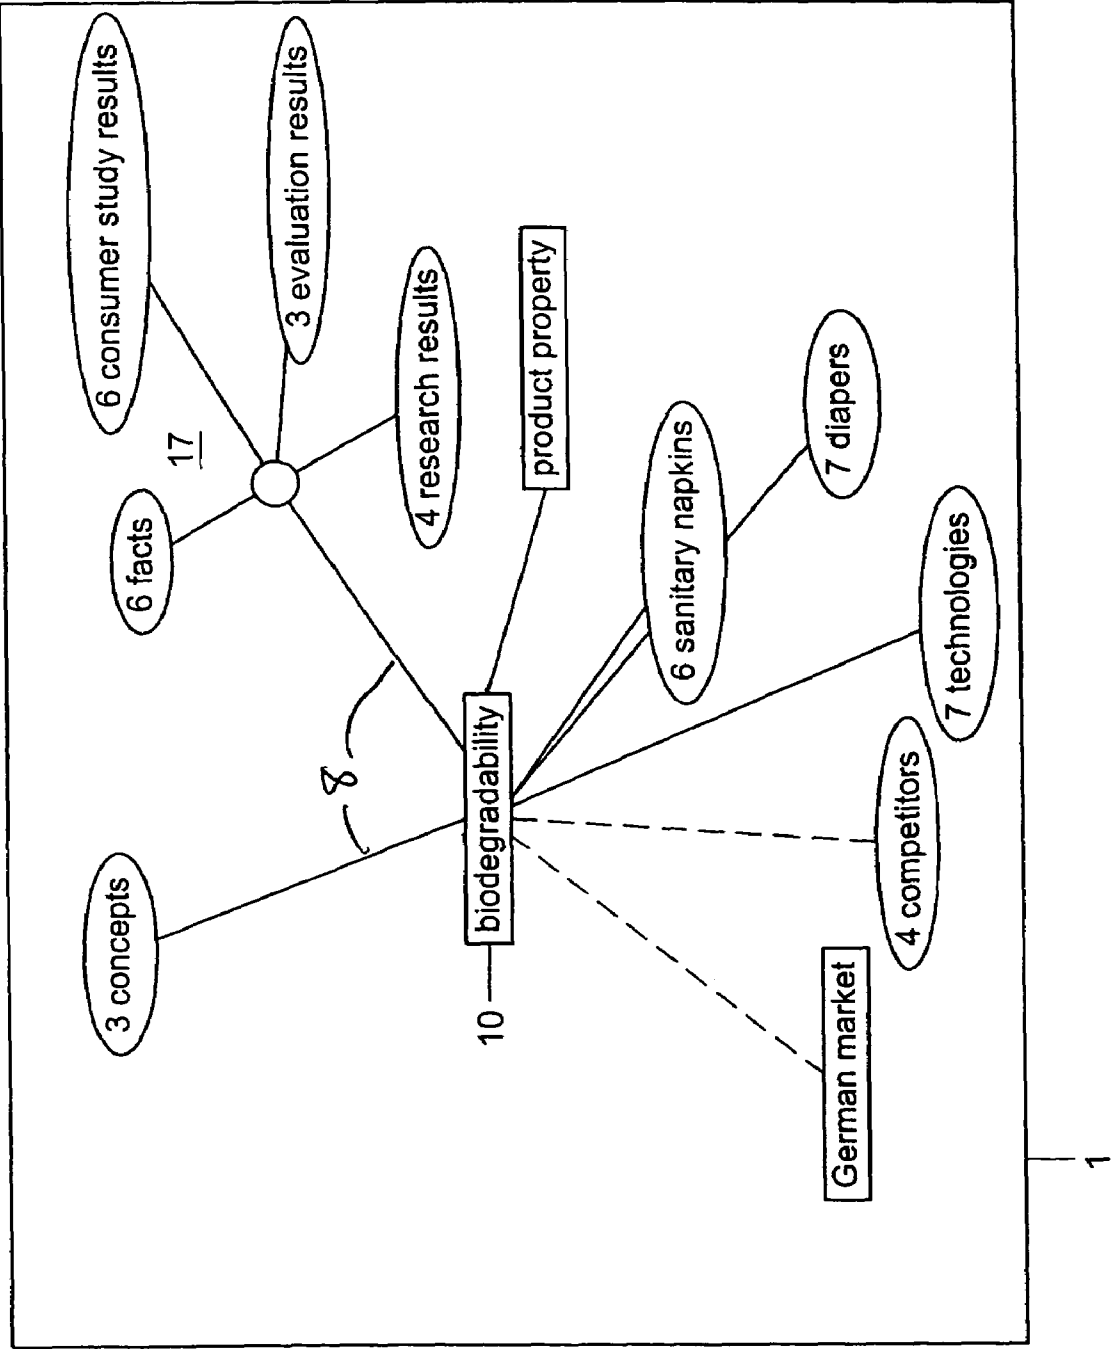 6 consumer study results
3 evaluation results
17
6 facts
4 research results
product property
8
3 concepts
biodegradability
10
6 sanitary napkins
7 diapers
7 technologies
4 competitors
German market
1